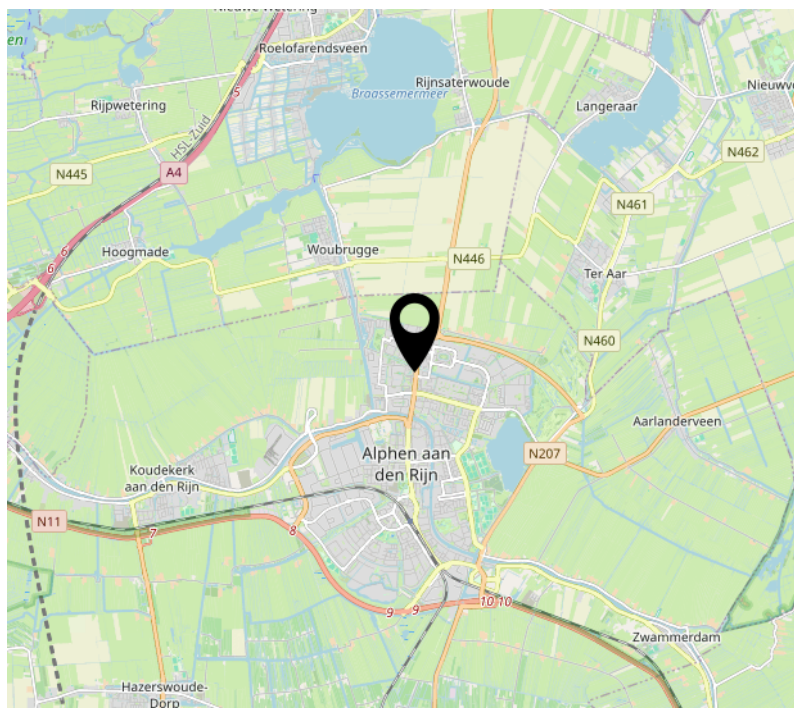 Nieuwe Wetering
Roelofarendsveen
Rijnsaterwoude
Braassemermeer
5
Langeraar
Nieuwv
Rijpwetering
HSL-Zuid
N462
N445
A4
N461
Hoogmade
Woubrugge
N446
6
6
Ter Aar
N460
Aarlanderveen
Alphen aan
den Rijn
N207
Koudekerk
aan den Rijn
N11
7
8
9
9
10
10
Zwammerdam
Hazerswoude-
Dorp